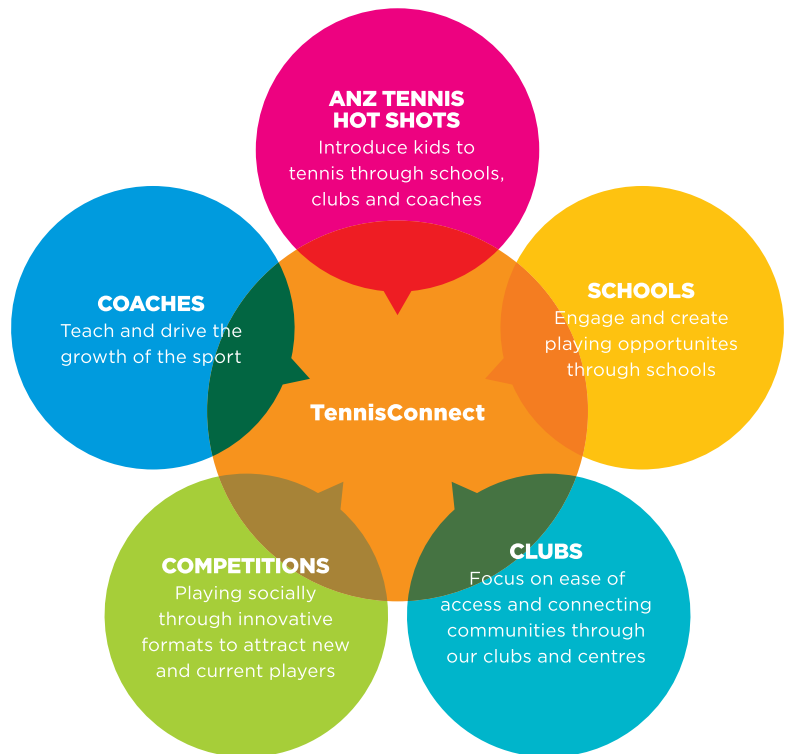 ANZ TENNIS
HOT SHOTS
Introduce kids to
tennis through schools,
clubs and coaches
COACHES
Teach and drive the
growth of the sport
SCHOOLS
Engage and create
playing opportunites
through schools
TennisConnect
COMPETITIONS
Playing socially
through innovative
formats to attract new
and current players
CLUBS
Focus on ease of
access and connecting
communities through
our clubs and centres